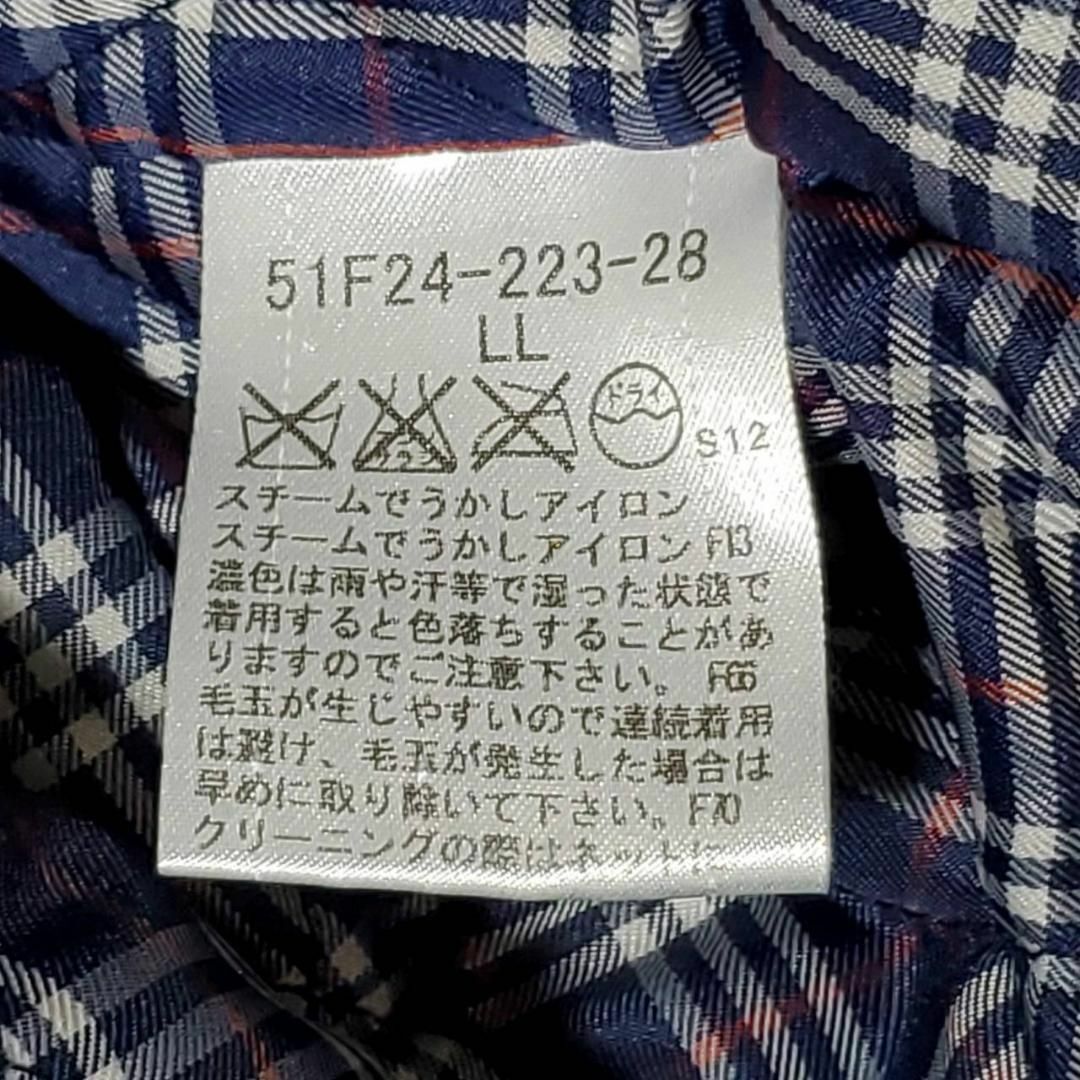 51F24-223-28
LL
エンソ
ドライ
S12
スチームでうかしアイロン
スチームでうかしアイロン F13
濃色は雨や汗等で湿った状態で
着用すると色落ちすることがあ
りますのでご注意下さい。 F66
毛玉が生じやすいので連続着用
は避け、毛玉が発生した場合は
早めに取り除いて下さい。F70
クリーニングの際はネットに